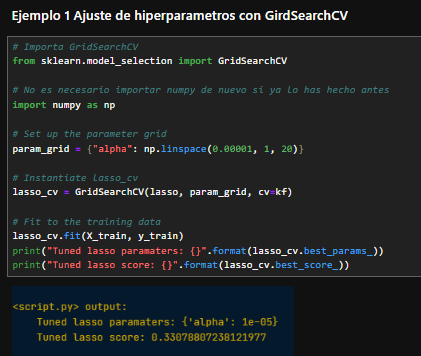 Ejemplo 1 Ajuste de hiperparametros con GirdSearchCV
# Importa GridSearchCV
from sklearn.model_selection import GridSearchCV
# No es necesario importar numpy de nuevo si ya lo has hecho antes
import numpy as np
# Set up the parameter grid
param_grid = {"alpha": np.linspace(0.00001, 1, 20)}
# Instantiate lasso_cv
lasso_cv = GridSearchCV(lasso, param_grid, cv=kf)
# Fit to the training data
lasso_cv.fit(X_train, y_train)
print("Tuned lasso paramaters: {}".format(lasso_cv.best_params_))
print("Tuned lasso score: {}".format(lasso_cv.best_score_))
<script.py> output:
Tuned lasso paramaters: {'alpha': 1e-05}
Tuned lasso score: 0.33078807238121977